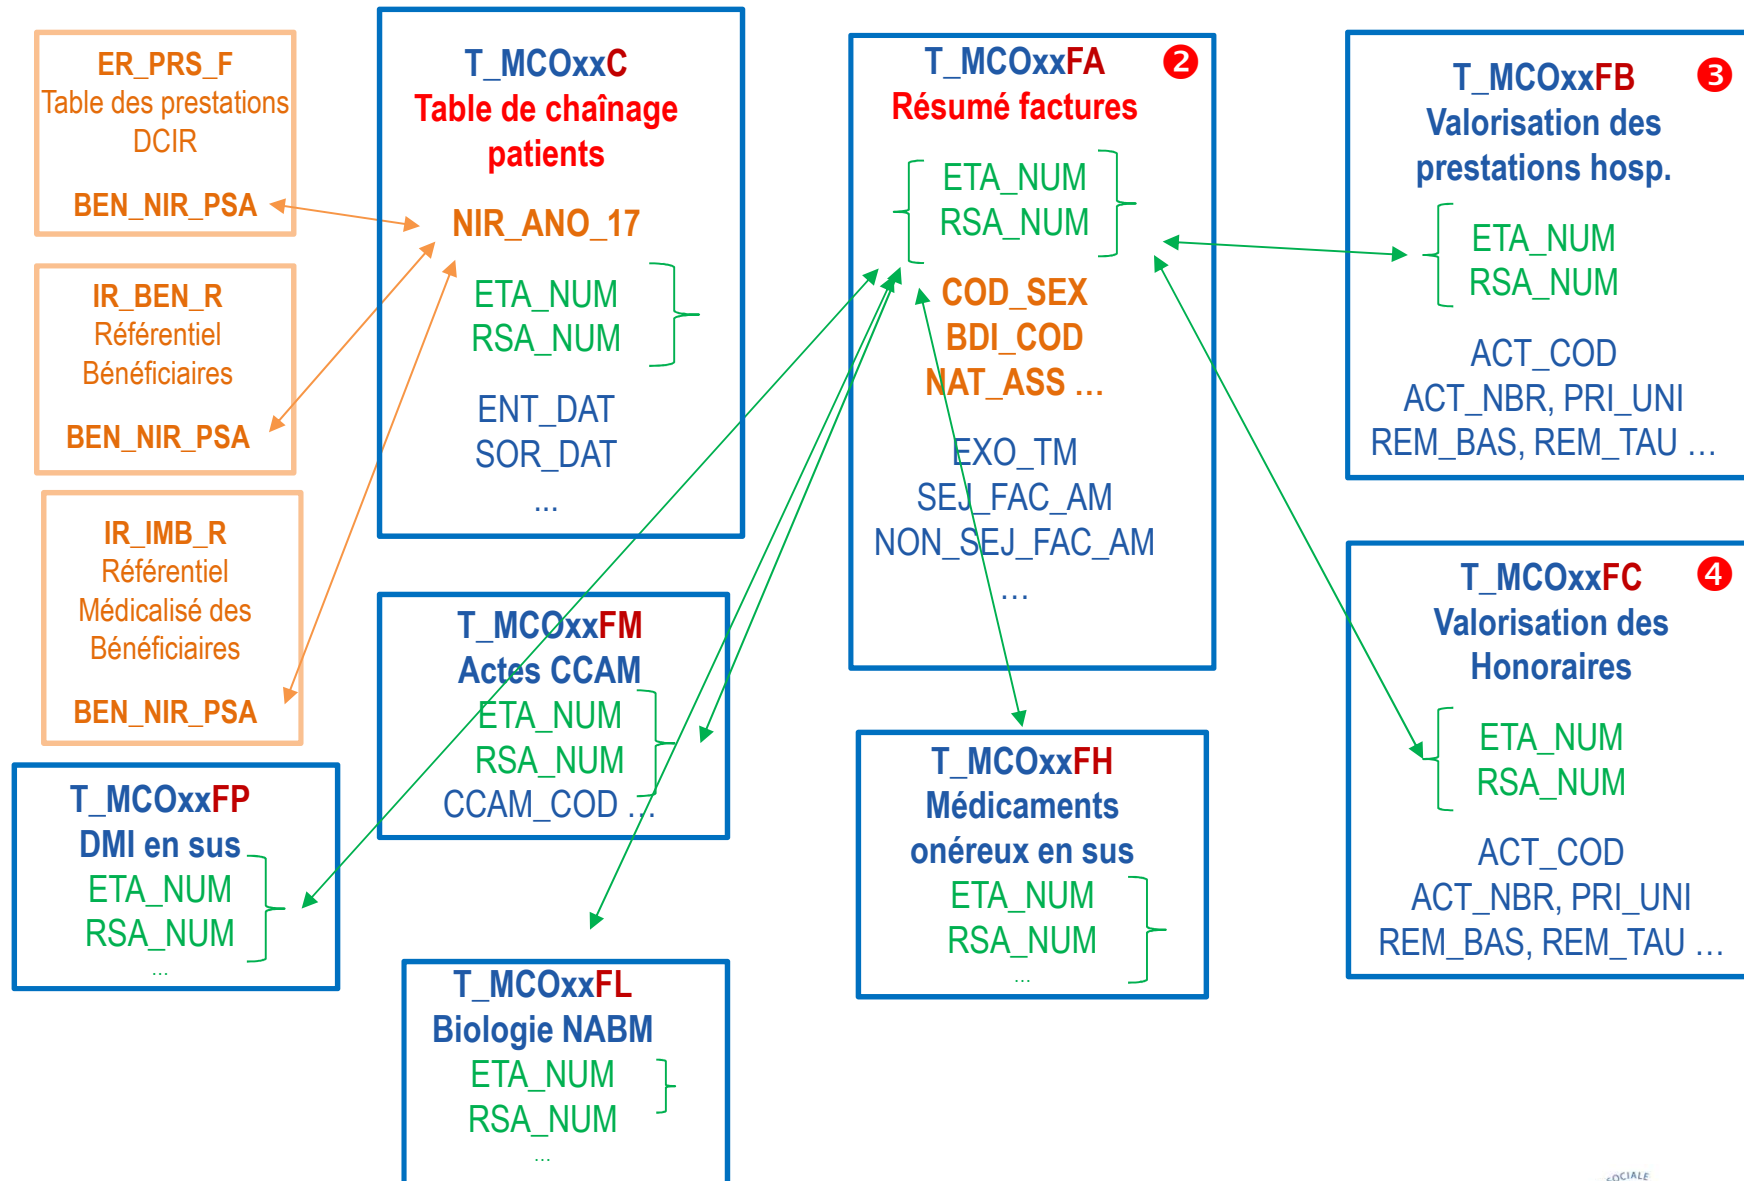 ER_PRS_F
Table des prestations
DCIR
BEN_NIR_PSA
IR_BEN_R
Référentiel
Bénéficiaires
BEN_NIR_PSA
IR_IMB_R
Référentiel
Médicalisé des
Bénéficiaires
BEN_NIR_PSA
T_MCOxxFP
DMI en sus
ETA_NUM
RSA_NUM
...
T_MCOxxC
Table de chaînage
patients
NIR_ANO_17
ETA_NUM
RSA_NUM
ENT_DAT
SOR_DAT
...
T_MCOxxFM
Actes CCAM
ETA_NUM
RSA_NUM
CCAM_COD ...
T_MCOxxFL
Biologie NABM
ETA_NUM
RSA_NUM
...
T_MCOxxFA ❷
Résumé factures
ETA_NUM
RSA_NUM
COD_SEX
BDI_COD
NAT_ASS ...
EXO_TM
SEJ_FAC_AM
NON_SEJ_FAC_AM
...
T_MCOxxFH
Médicaments
onéreux en sus
ETA_NUM
RSA_NUM
...
T_MCOxxFB ❸
Valorisation des
prestations hosp.
ETA_NUM
RSA_NUM
ACT_COD
ACT_NBR, PRI_UNI
REM_BAS, REM_TAU ...
T_MCOxxFC ❹
Valorisation des
Honoraires
ETA_NUM
RSA_NUM
ACT_COD
ACT_NBR, PRI_UNI
REM_BAS, REM_TAU ...
SOCIALE